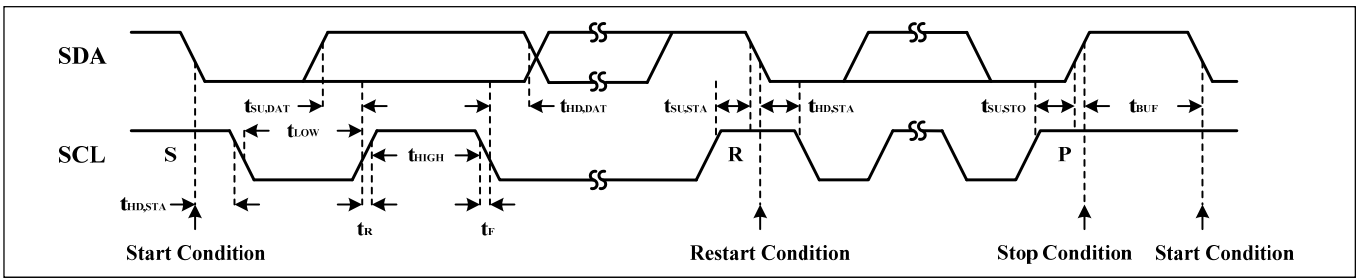 SDA
tSU,DAT tHD,DAT tSU,STA tHD,STA tSU,STO tBUF
tLOW
SCL S tHIGH R P
tHD,STA
tR tF
Start Condition Restart Condition Stop Condition Start Condition